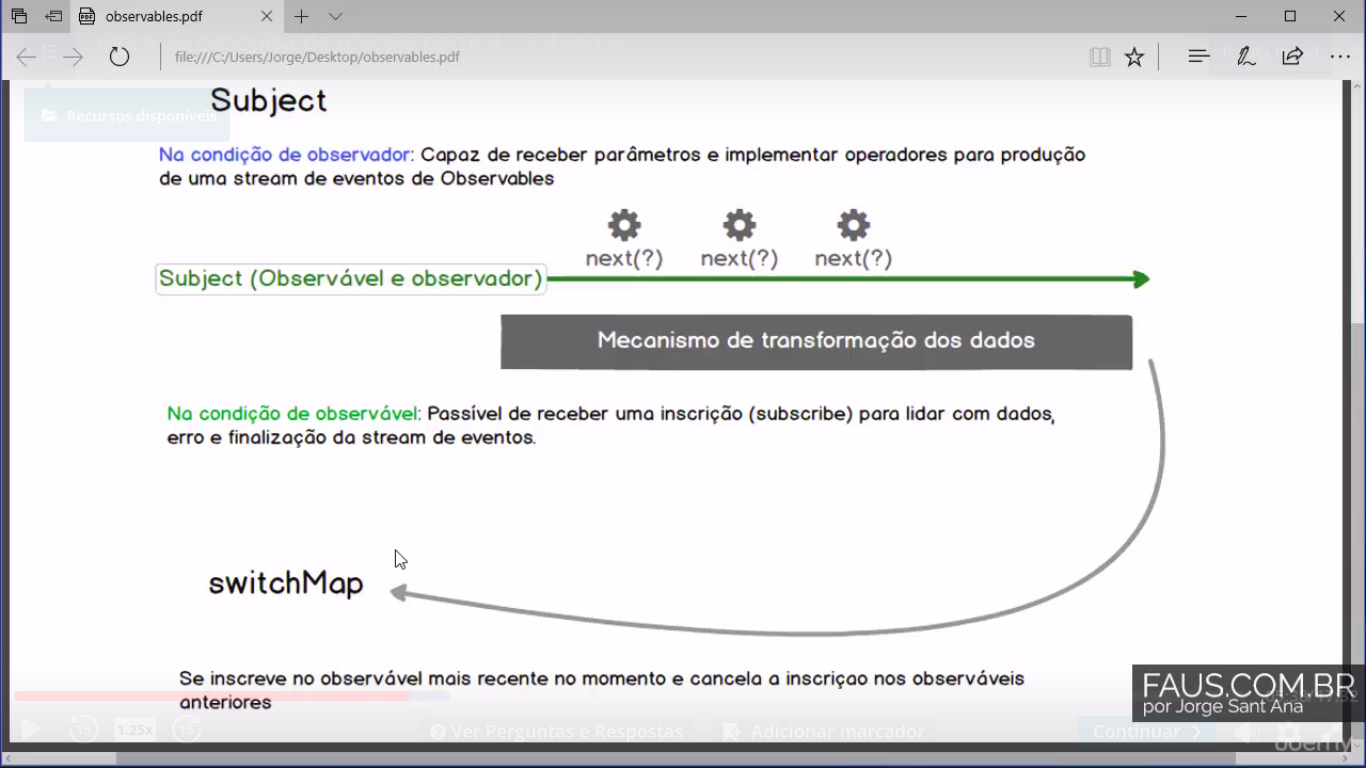 observables.pdf
file:///C:/Users/Jorge/Desktop/observables.pdf
Subject
Recursos disponíveis
Na condição de observador: Capaz de receber parâmetros e implementar operadores para produção
de uma stream de eventos de Observables
next(?) next(?) next(?)
Subject (Observável e observador)
Mecanismo de transformação dos dados
Na condição de observável: Passível de receber uma inscrição (subscribe) para lidar com dados,
erro e finalização da stream de eventos.
switchMap
Se inscreve no observável mais recente no momento e cancela a inscriçao nos observáveis
anteriores
FAUS.COM.BR
por Jorge Sant Ana
15 1.25x 15 Ver Perguntas e Respostas Adicionar marcador Continuar
udemy